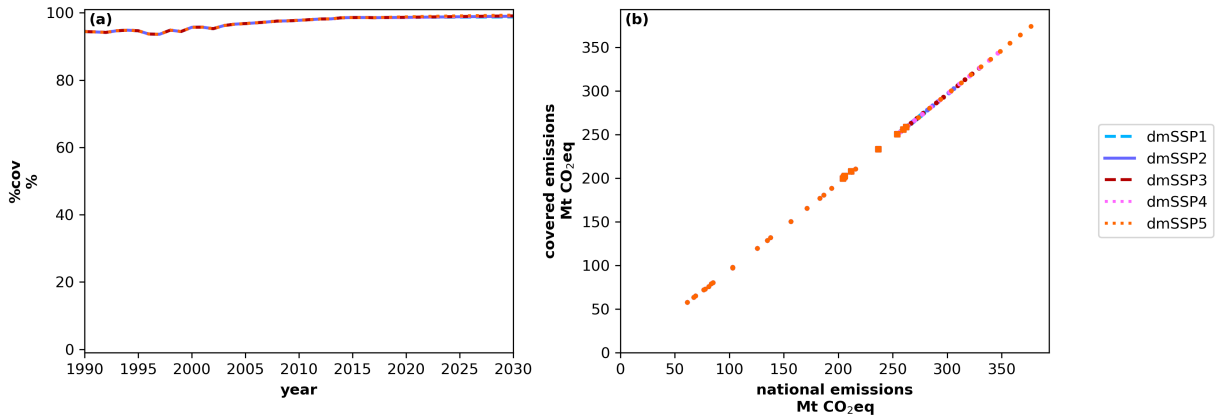 (a)
100
80
60
40
20
0
%cov
%
1990
1995
2000
2005
2010
2015
2020
2025
2030
year
(b)
350
300
250
200
150
100
50
0
covered emissions
Mt CO₂eq
0
50
100
150
200
250
300
350
national emissions
Mt CO₂eq
dmSSP1
dmSSP2
dmSSP3
dmSSP4
dmSSP5